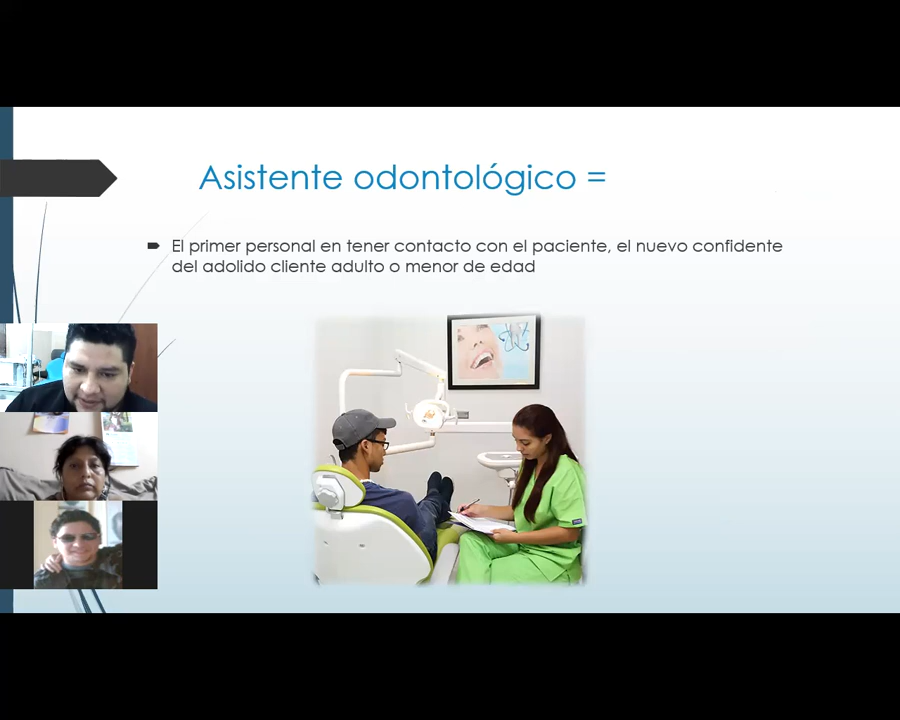 Asistente odontológico =
El primer personal en tener contacto con el paciente, el nuevo confidente
del adolido cliente adulto o menor de edad